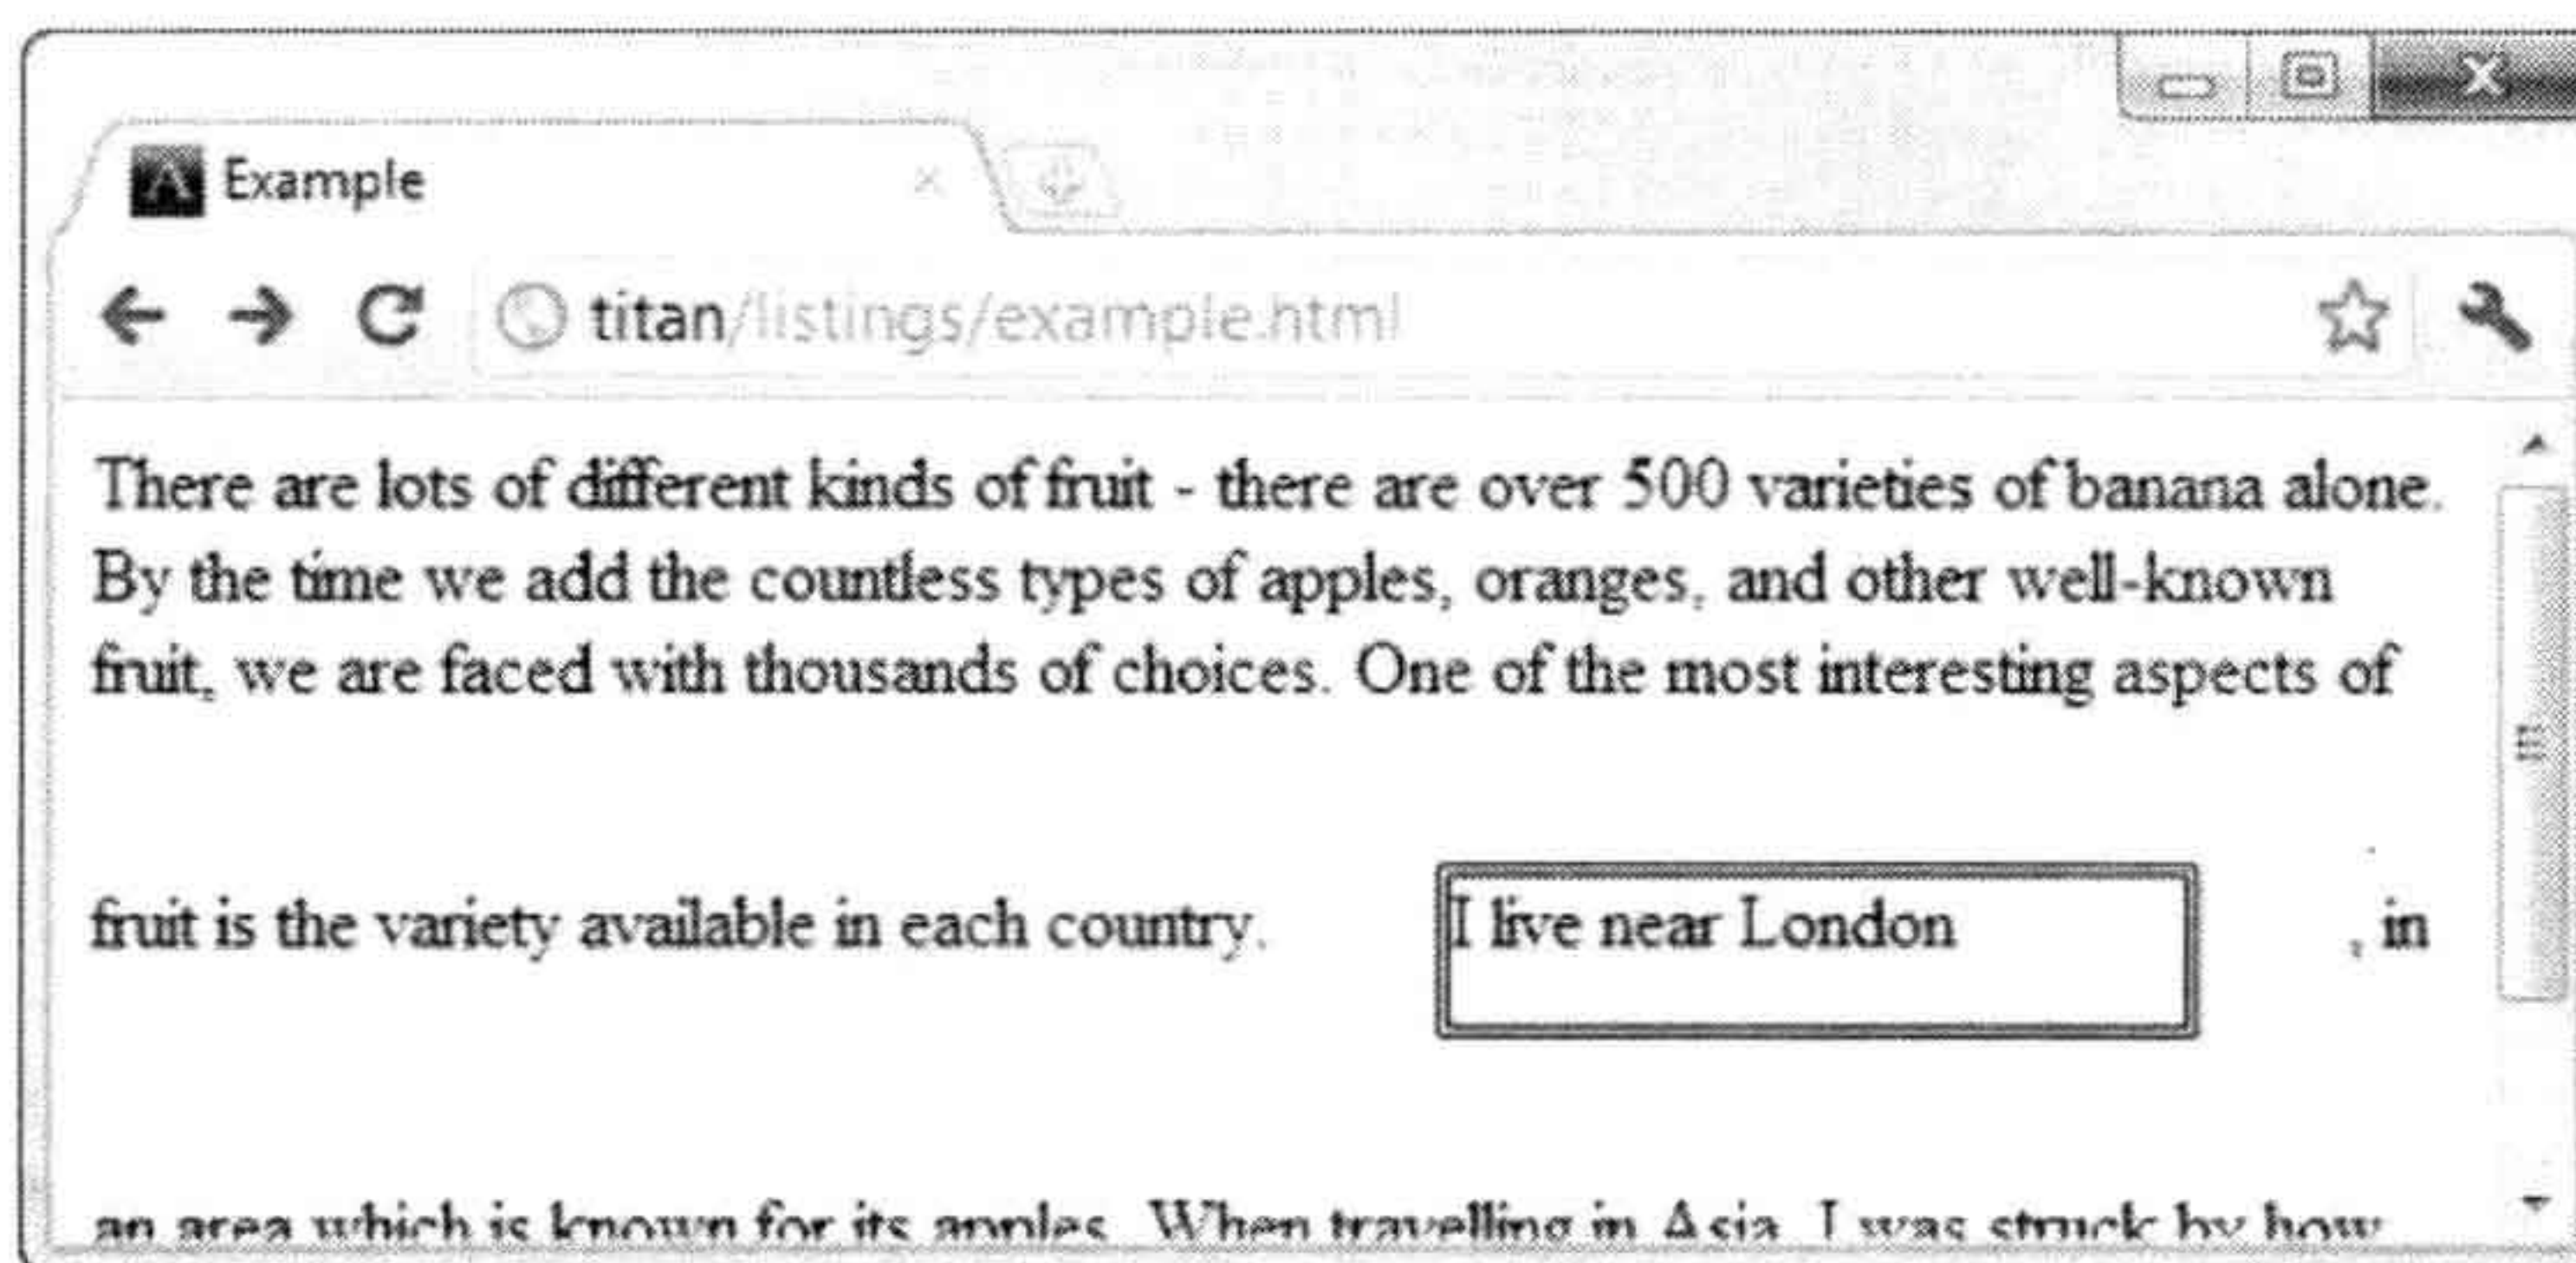 Example
titan/listings/example.html
There are lots of different kinds of fruit - there are over 500 varieties of banana alone.
By the time we add the countless types of apples, oranges, and other well-known
fruit, we are faced with thousands of choices. One of the most interesting aspects of
fruit is the variety available in each country. I live near London , in
an area which is known for its apples. When travelling in Asia, I was struck by how